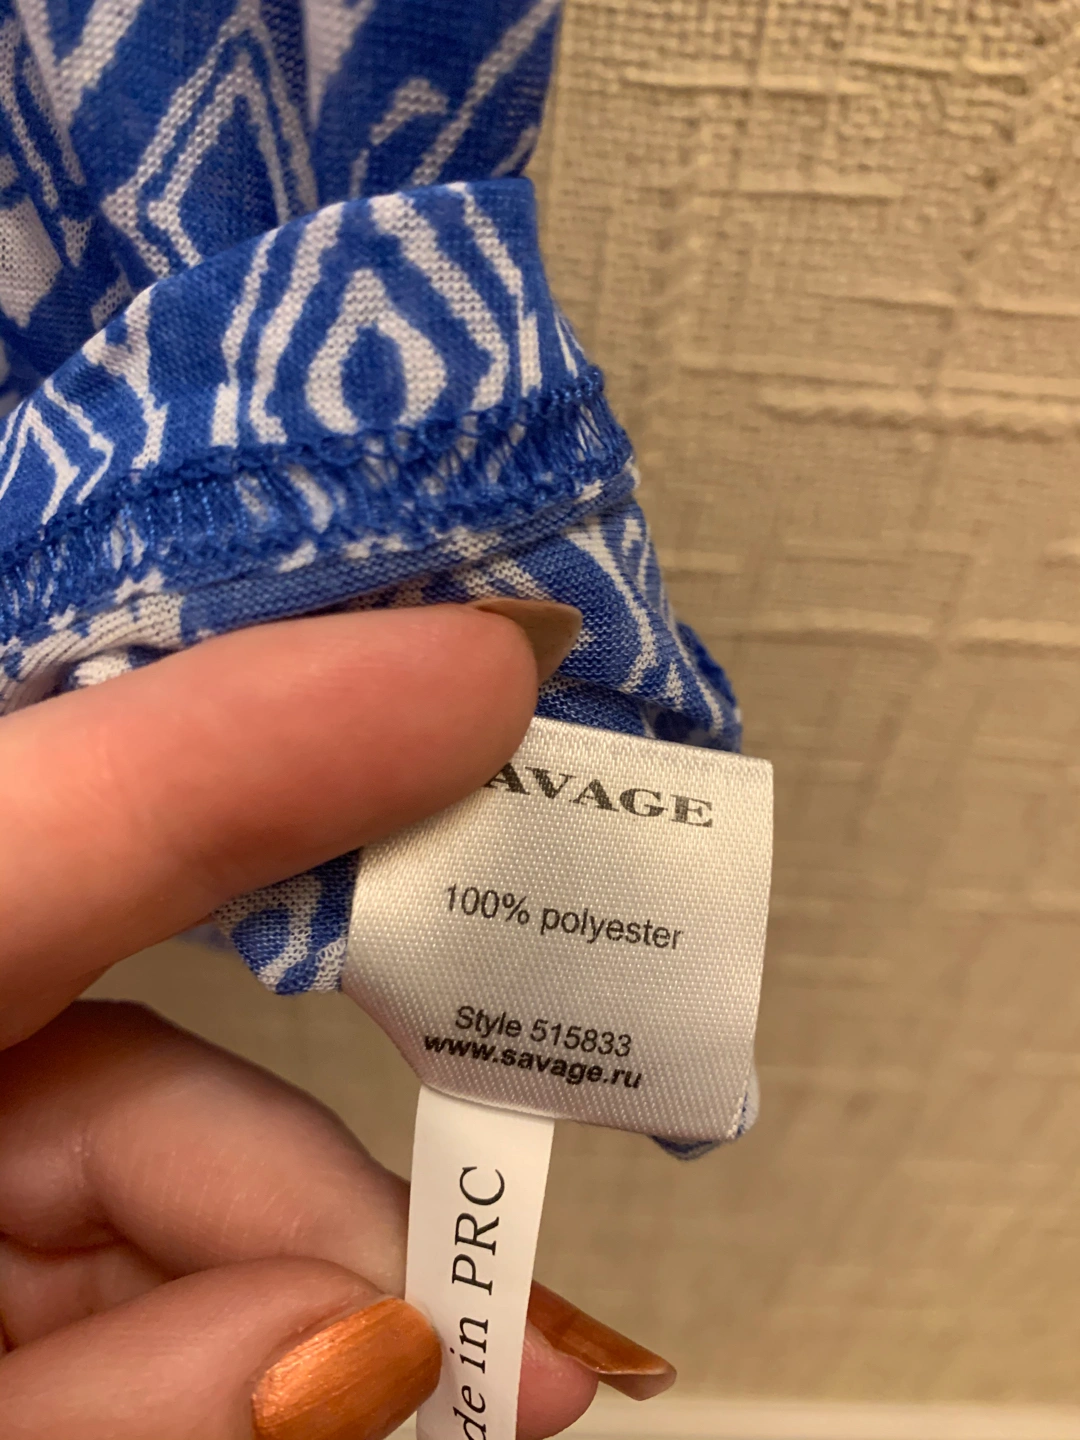 AVAGE
100% polyester
Style 515833
www.savage.ru
de in PRC